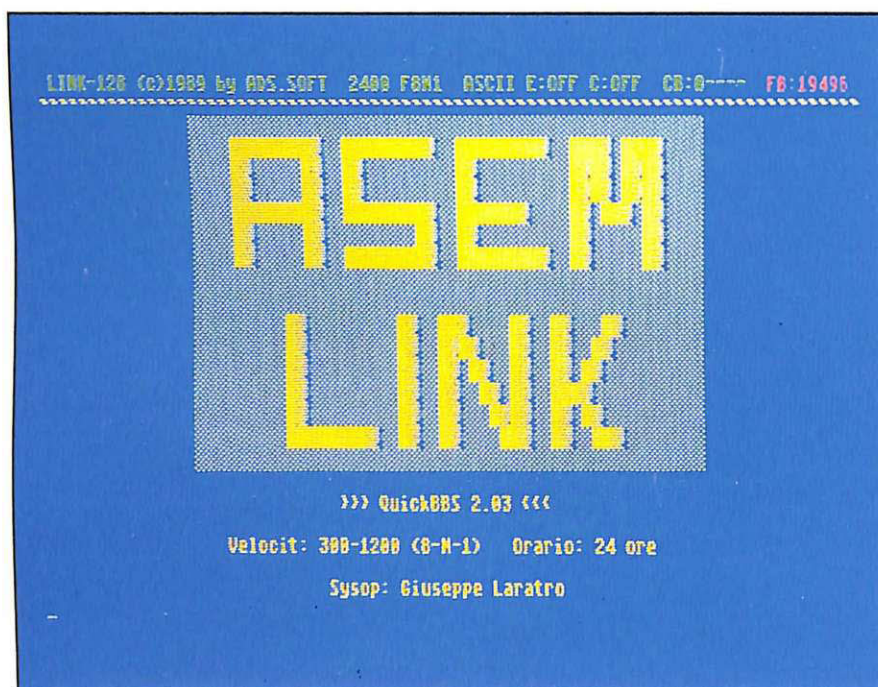 LINK-128 (c)1989 by ADS.SOFT 2400 F8N1 ASCII E:OFF C:OFF CB:0---- FB:19496
ASEM
LINK
>>> QuickBBS 2.03 <<<
Velocit: 300-1200 (8-N-1) Orario: 24 ore
Sysop: Giuseppe Laratro